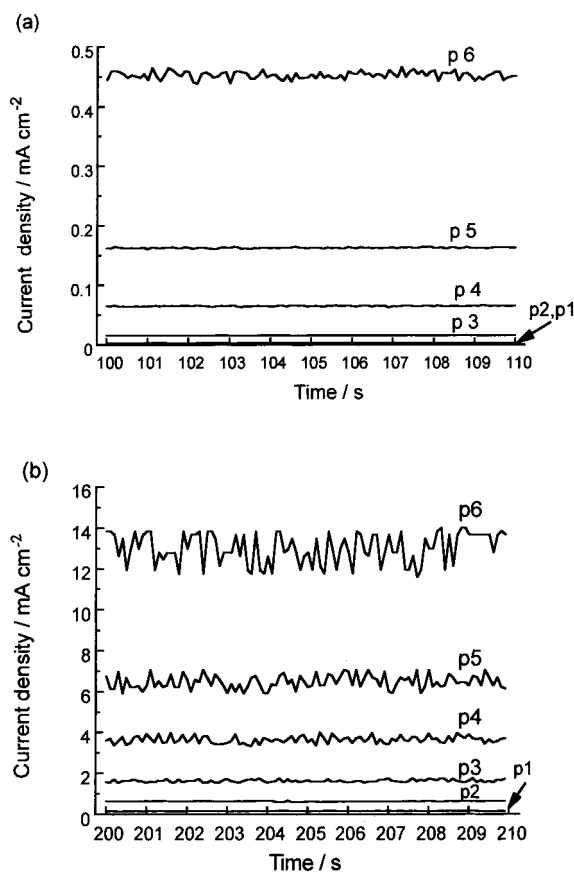 (a)
Current density / mA cm⁻²
0.5
0.4
0.3
0.2
0.1
0
p 6
p 5
p 4
p 3
p2,p1
100 101 102 103 104 105 106 107 108 109 110
Time / s
(b)
Current density / mA cm⁻²
16
14
12
10
8
6
4
2
0
p6
p5
p4
p3
p2
p1
200 201 202 203 204 205 206 207 208 209 210
Time / s